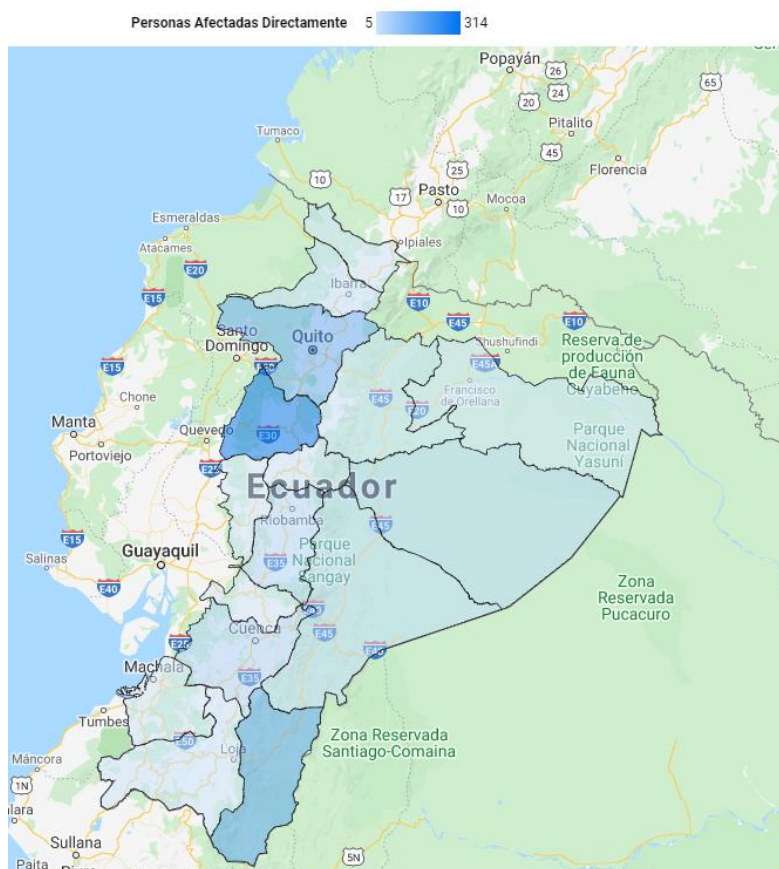 Personas Afectadas Directamente 5 314
Popayán
26
24
20
65
Pitalito
45
Tumaco
Florencia
25
10
17
Pasto
10
Mocoa
Esmeraldas
Ipiales
Atacames
E20
Ibarra
E15
E10
E10
E45
Santo
Domingo
Quito
Shushufindi
Reserva de
producción
de Fauna
Cuyabeno
E15
E45A
Chone
E45
Francisco
de Orellana
E20
Manta
Quevedo
E30
Parque
Nacional
Yasuní
Portoviejo
E25
Ecuador
Riobamba
E45
E15
Salinas
Guayaquil
Parque
Nacional
Sangay
E35
E40
Zona
Reservada
Pucacuro
Cuenca
E45
E25
E40
Machala
E35
Tumbes
Zona Reservada
Santiago-Comaina
E50
Loja
Máncora
1N
Sullana
5N
Paita